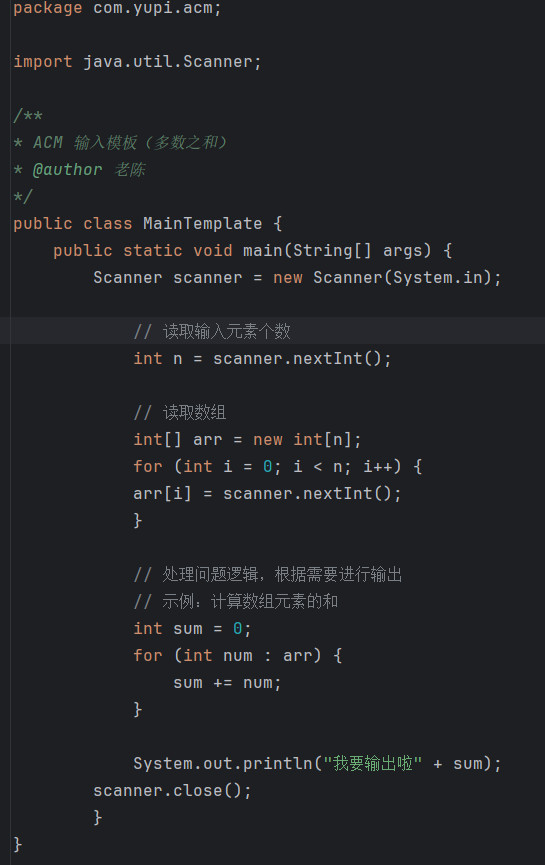 package com.yupi.acm;
import java.util.Scanner;
/**
* ACM 输入模板（多数之和）
* @author 老陈
*/
public class MainTemplate {
public static void main(String[] args) {
Scanner scanner = new Scanner(System.in);
// 读取输入元素个数
int n = scanner.nextInt();
// 读取数组
int[] arr = new int[n];
for (int i = 0; i < n; i++) {
arr[i] = scanner.nextInt();
}
// 处理问题逻辑，根据需要进行输出
// 示例：计算数组元素的和
int sum = 0;
for (int num : arr) {
sum += num;
}
System.out.println("我要输出啦" + sum);
scanner.close();
}
}